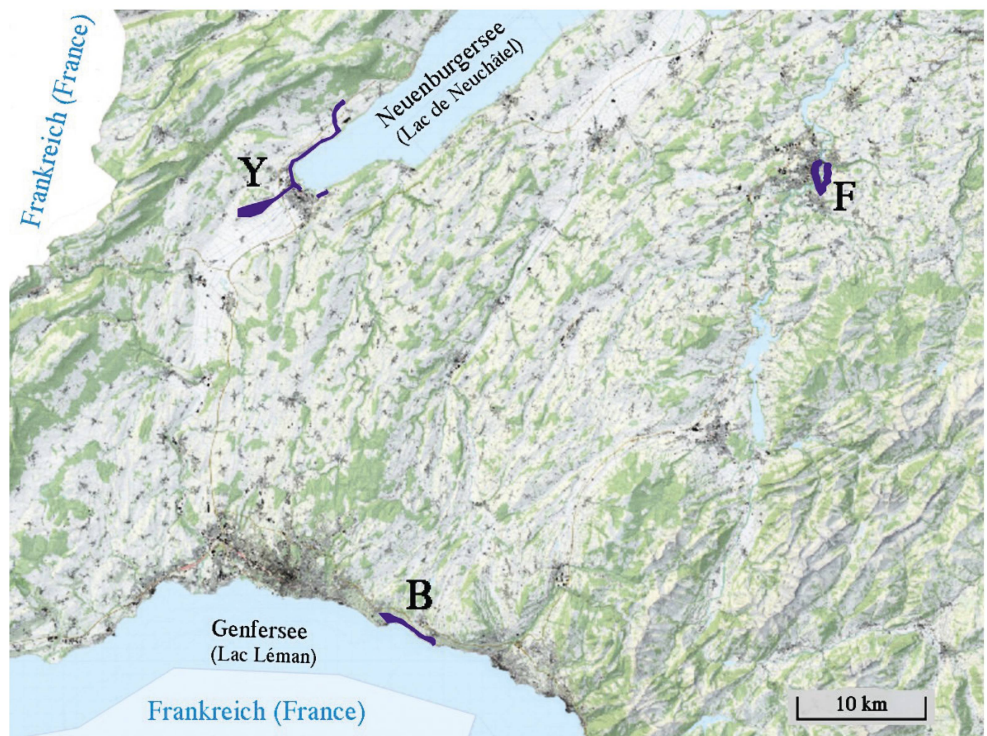 Frankreich (France)
Neuenburgersee
(Lac de Neuchâtel)
Y
F
B
Genfersee
(Lac Léman)
Frankreich (France)
10 km